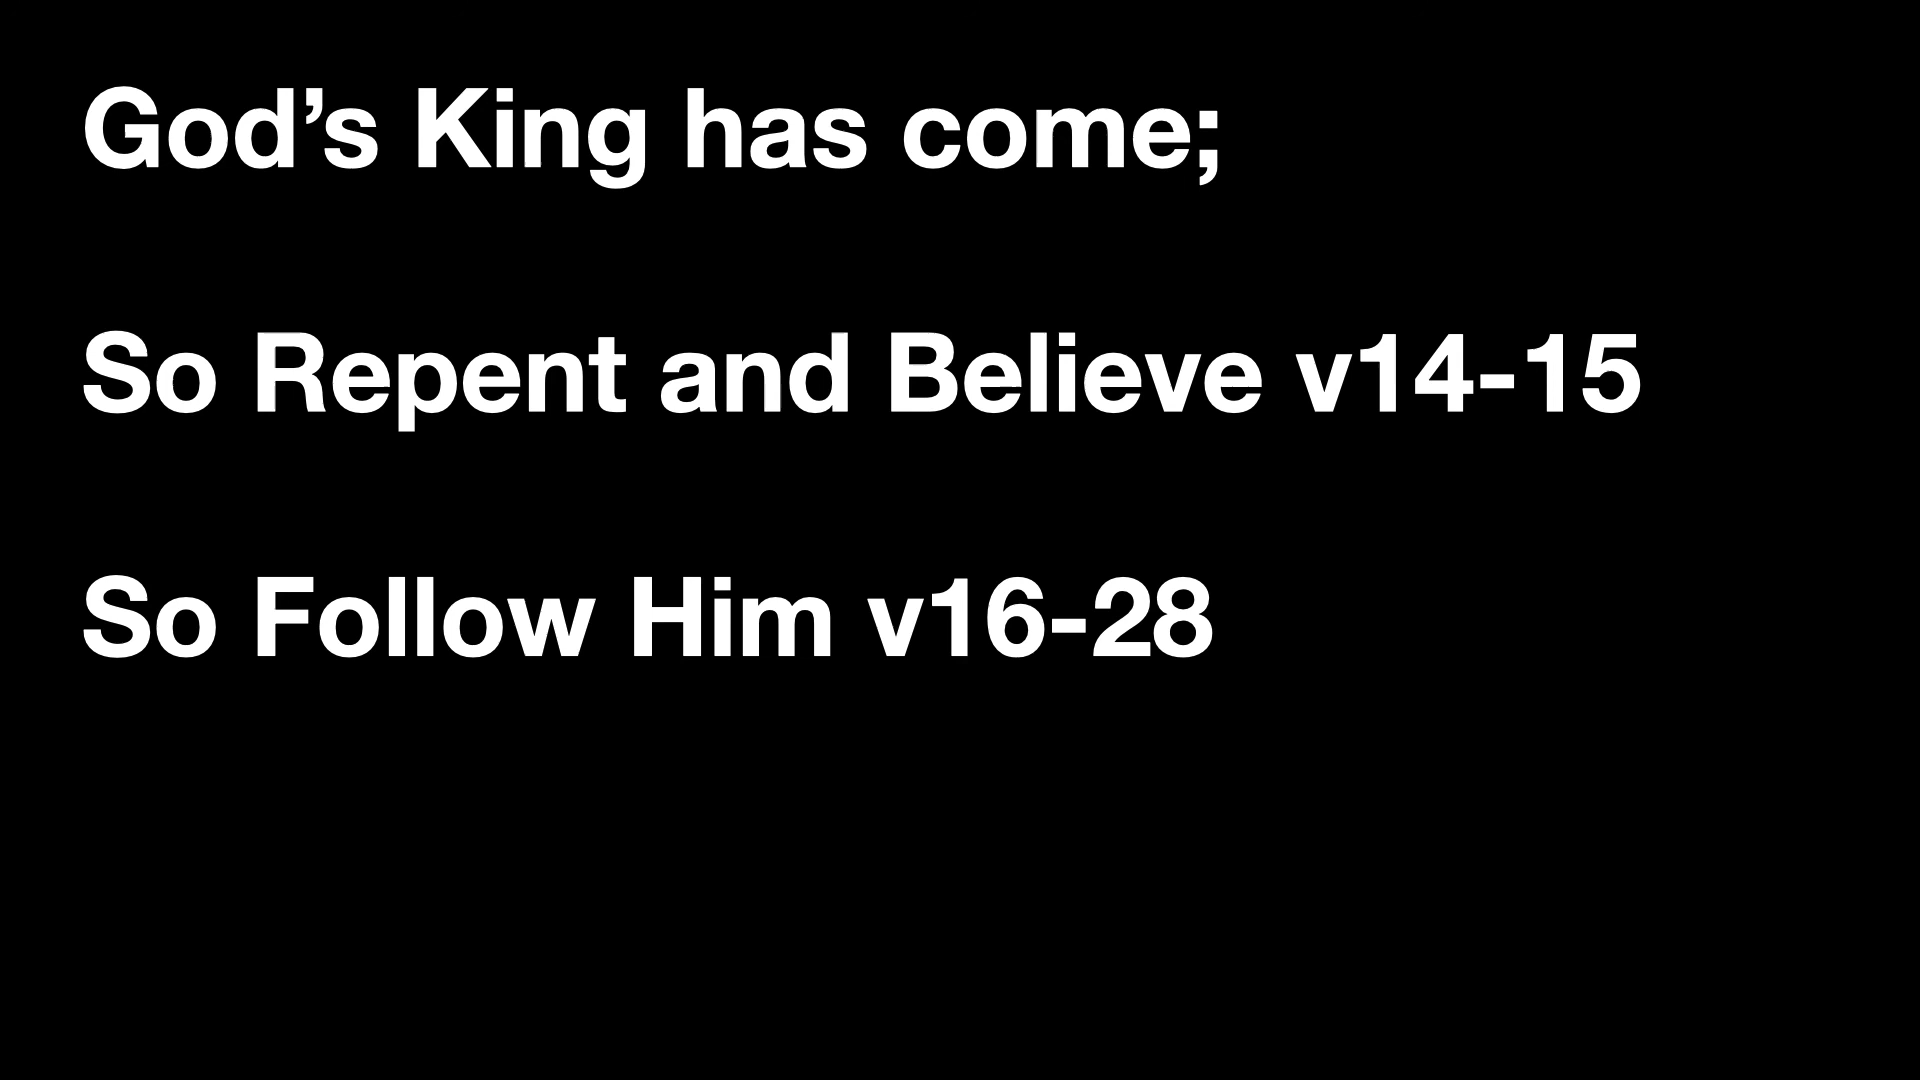 God’s King has come;
So Repent and Believe v14-15
So Follow Him v16-28